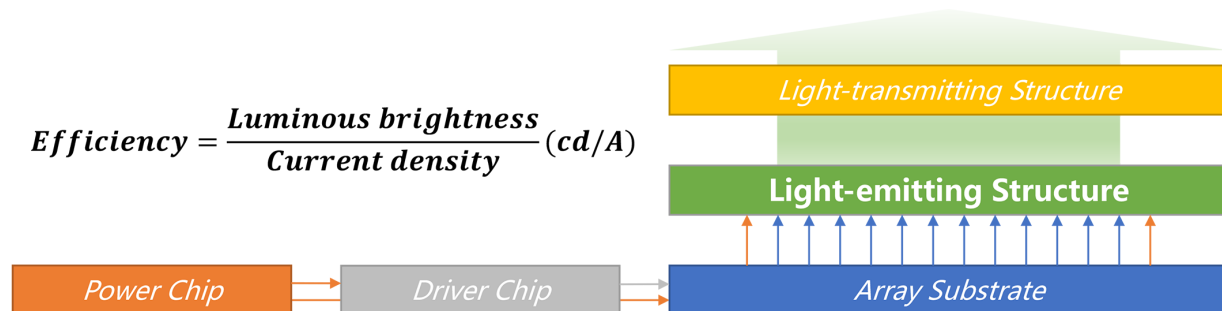 Light-transmitting Structure
Efficiency = Luminous brightness / Current density (cd/A)
Light-emitting Structure
Power Chip
Driver Chip
Array Substrate